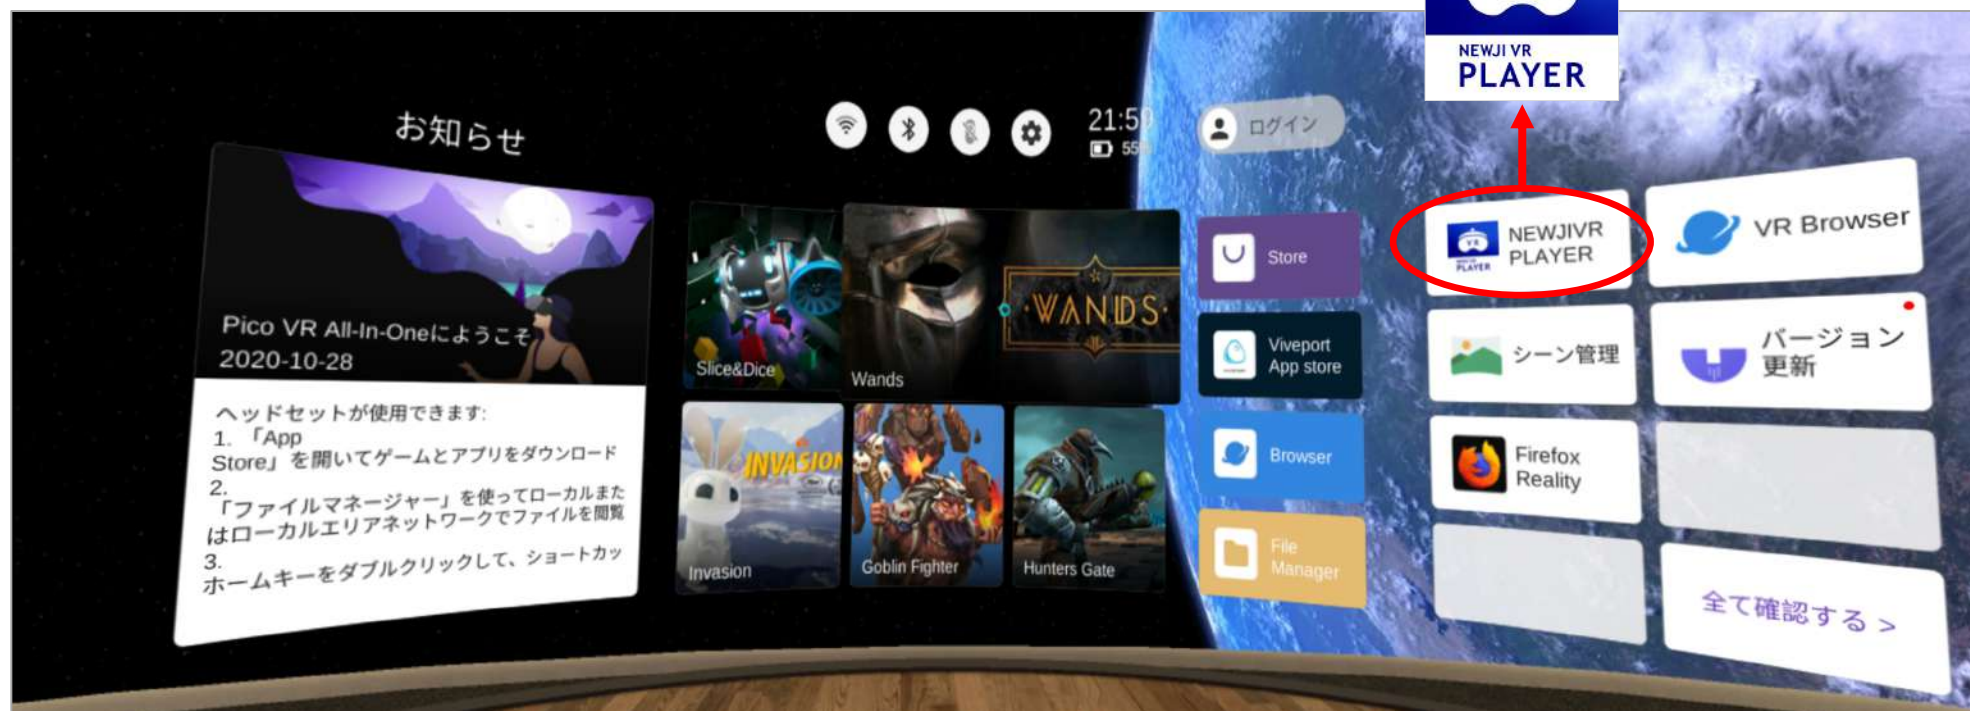 NEWJI VR
PLAYER
お知らせ
21:50
55
ログイン
Pico VR All-In-Oneにようこそ
2020-10-28
ヘッドセットが使用できます:
1. 「App
Store」を開いてゲームとアプリをダウンロード
2.
「ファイルマネージャー」を使ってローカルまた
はローカルエリアネットワークでファイルを閲覧
3.
ホームキーをダブルクリックして、ショートカッ
Slice&Dice
Wands
WANDS
Invasion
INVASION
Goblin Fighter
Hunters Gate
Store
Viveport
App store
Browser
File
Manager
VR
PLAYER
NEWJIVR
PLAYER
VR Browser
シーン管理
バージョン
更新
Firefox
Reality
全て確認する >